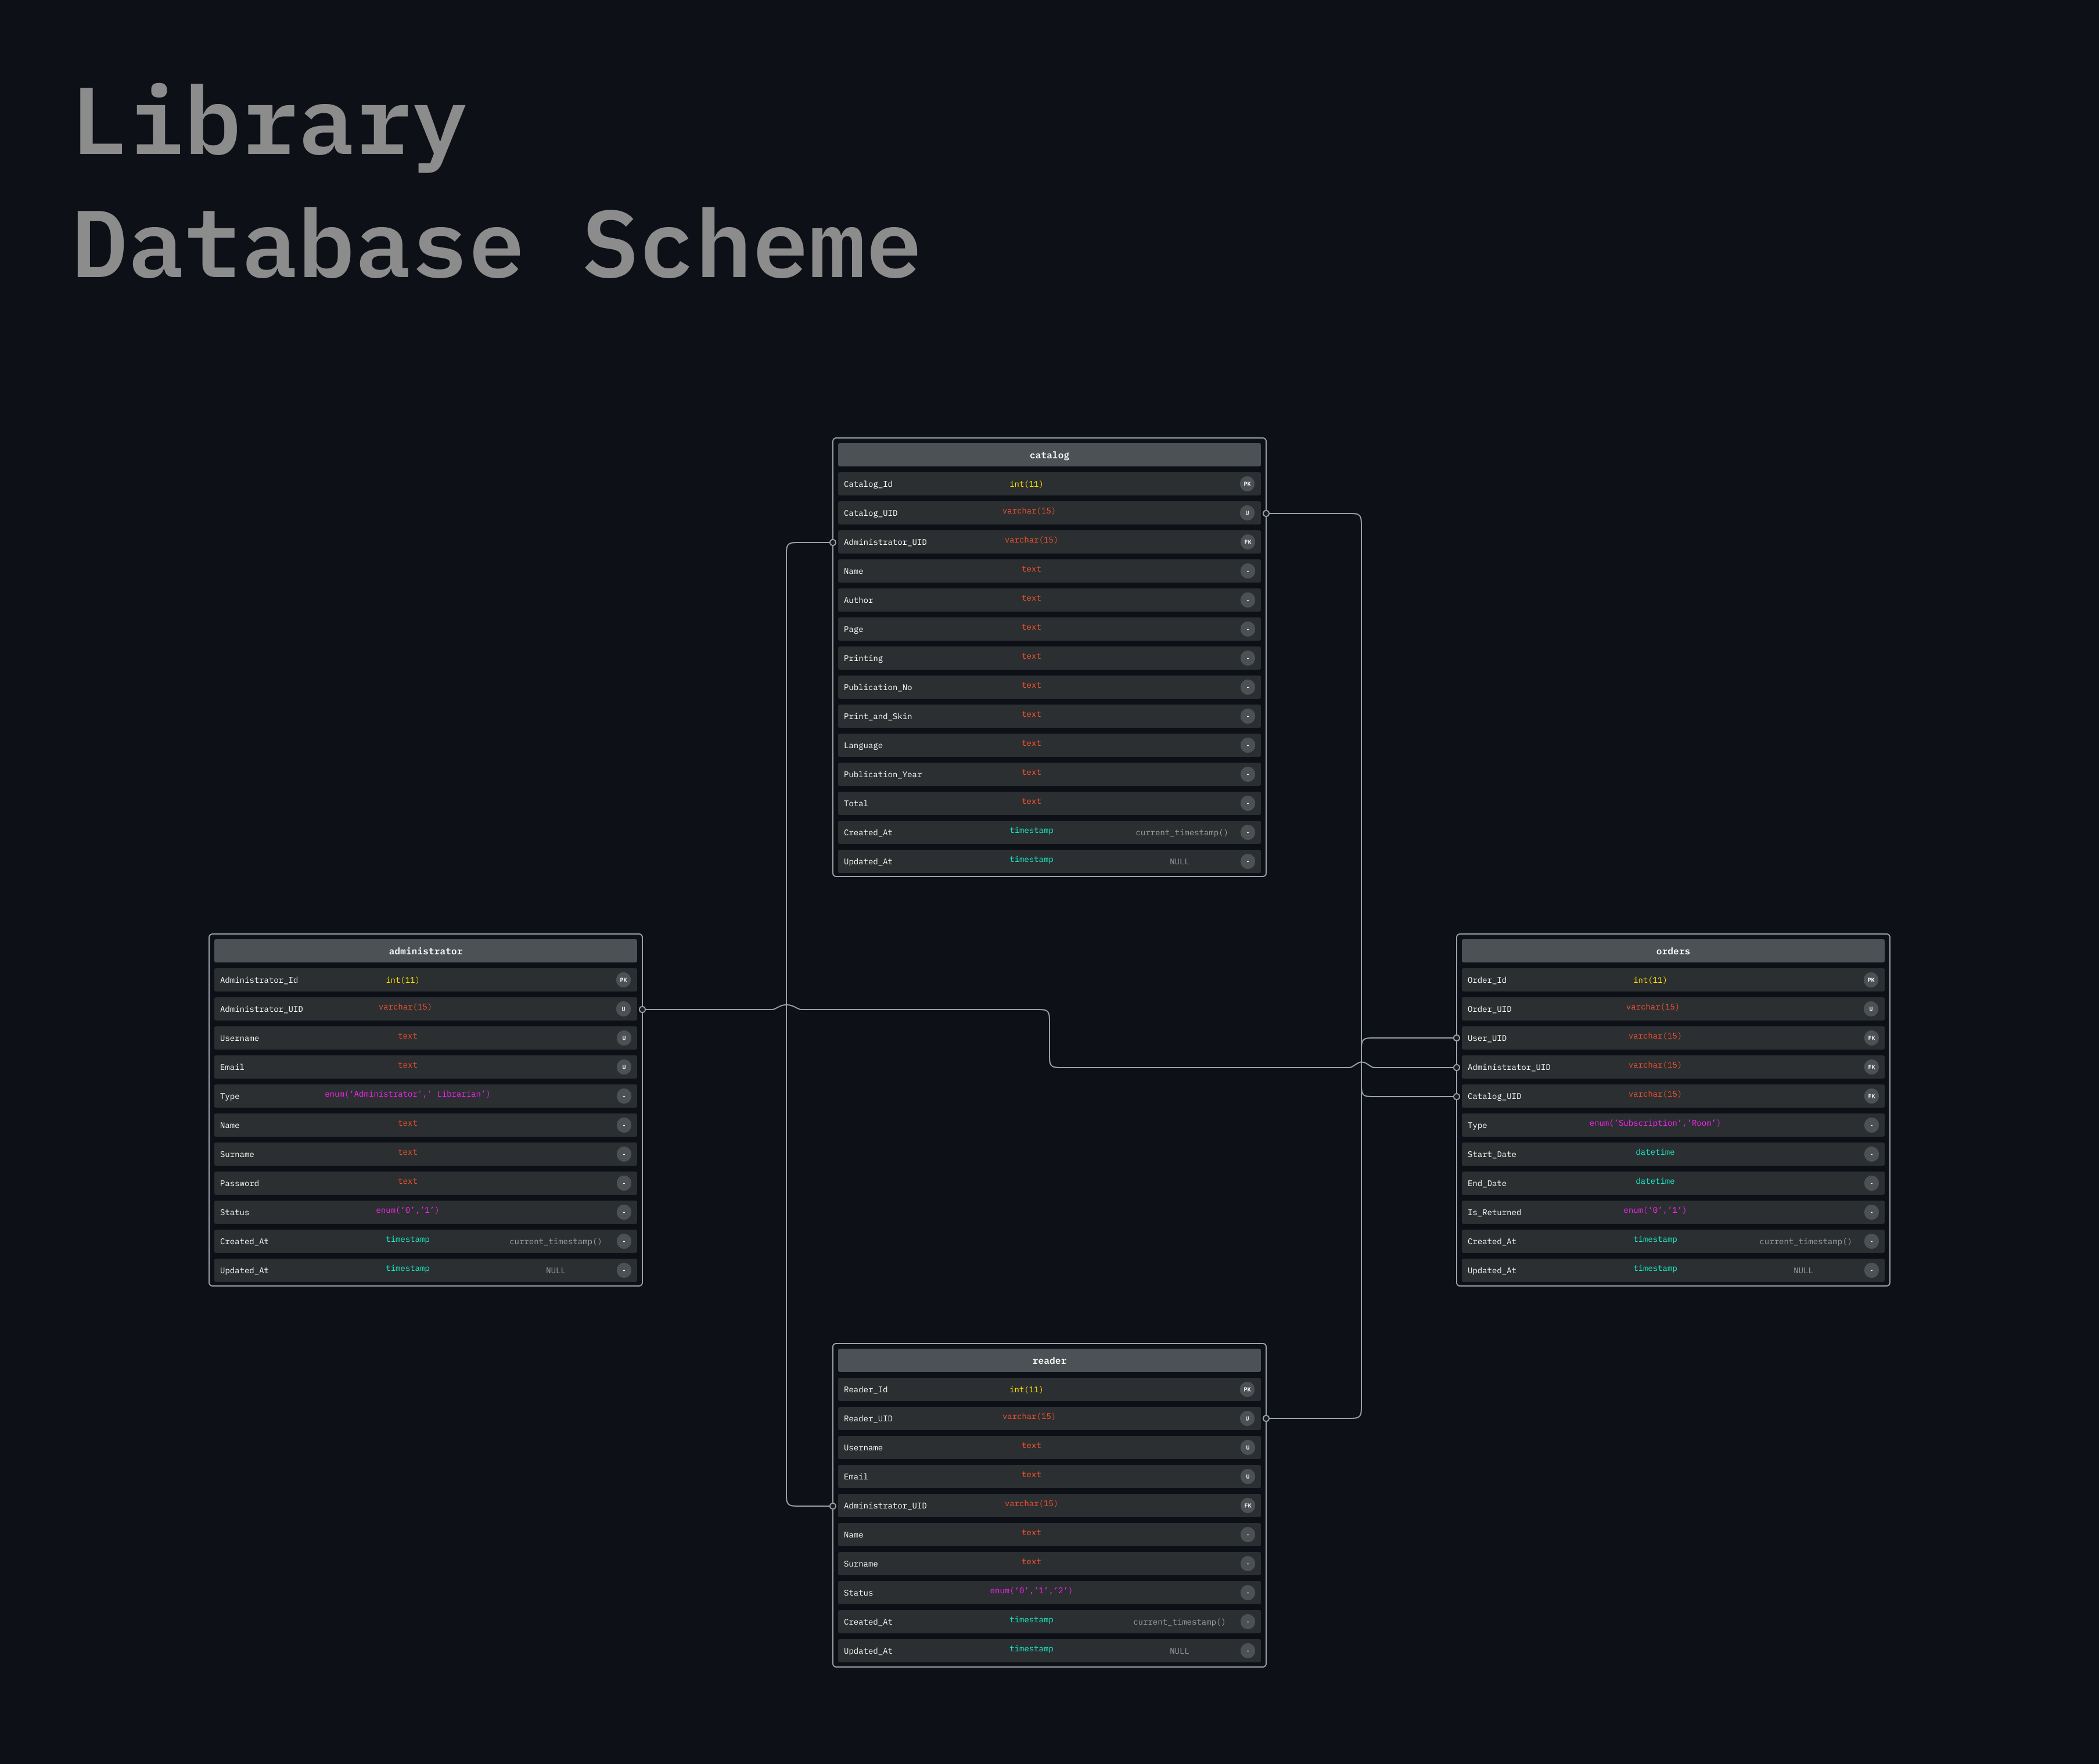 Library
Database Scheme
catalog
Catalog_Id int(11) PK
Catalog_UID varchar(15) U
Administrator_UID varchar(15) FK
Name text -
Author text -
Page text -
Printing text -
Publication_No text -
Print_and_Skin text -
Language text -
Publication_Year text -
Total text -
Created_At timestamp current_timestamp() -
Updated_At timestamp NULL -
administrator
Administrator_Id int(11) PK
Administrator_UID varchar(15) U
Username text U
Email text U
Type enum(‘Administrator’,’ Librarian’) -
Name text -
Surname text -
Password text -
Status enum(‘0’,’1’) -
Created_At timestamp current_timestamp() -
Updated_At timestamp NULL -
orders
Order_Id int(11) PK
Order_UID varchar(15) U
User_UID varchar(15) FK
Administrator_UID varchar(15) FK
Catalog_UID varchar(15) FK
Type enum(‘Subscription’,’Room’) -
Start_Date datetime -
End_Date datetime -
Is_Returned enum(‘0’,’1’) -
Created_At timestamp current_timestamp() -
Updated_At timestamp NULL -
reader
Reader_Id int(11) PK
Reader_UID varchar(15) U
Username text U
Email text U
Administrator_UID varchar(15) FK
Name text -
Surname text -
Status enum(‘0’,’1’,’2’) -
Created_At timestamp current_timestamp() -
Updated_At timestamp NULL -